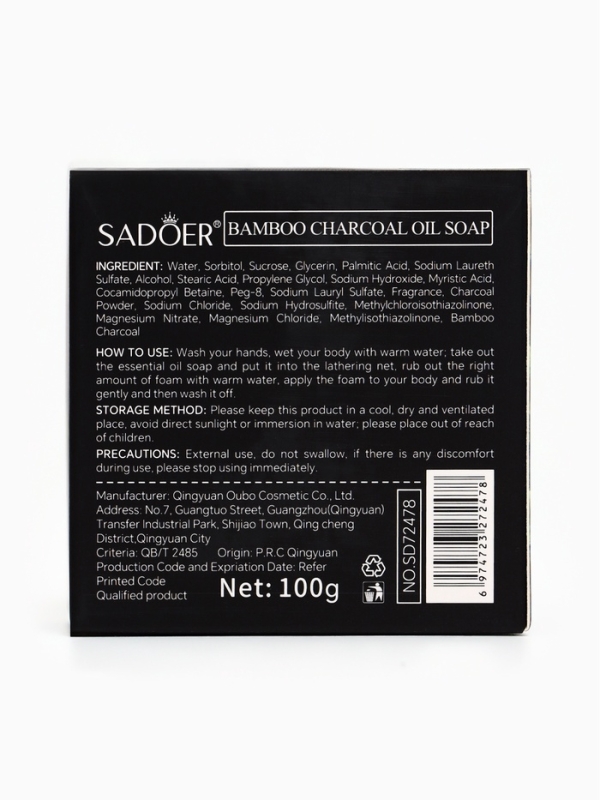 SADOER® BAMBOO CHARCOAL OIL SOAP
INGREDIENT: Water, Sorbitol, Sucrose, Glycerin, Palmitic Acid, Sodium Laureth
Sulfate, Alcohol, Stearic Acid, Propylene Glycol, Sodium Hydroxide, Myristic Acid,
Cocamidopropyl Betaine, Peg-8, Sodium Lauryl Sulfate, Fragrance, Charcoal
Powder, Sodium Chloride, Sodium Hydrosulfite, Methylchloroisothiazolinone,
Magnesium Nitrate, Magnesium Chloride, Methylisothiazolinone, Bamboo
Charcoal
HOW TO USE: Wash your hands, wet your body with warm water; take out
the essential oil soap and put it into the lathering net, rub out the right
amount of foam with warm water, apply the foam to your body and rub it
gently and then wash it off.
STORAGE METHOD: Please keep this product in a cool, dry and ventilated
place, avoid direct sunlight or immersion in water; please place out of reach
of children.
PRECAUTIONS: External use, do not swallow, if there is any discomfort
during use, please stop using immediately.
Manufacturer: Qingyuan Oubo Cosmetic Co., Ltd.
Address: No.7, Guangtuo Street, Guangzhou(Qingyuan)
Transfer Industrial Park, Shijiao Town, Qing cheng
District,Qingyuan City
Criteria: QB/T 2485 Origin: P.R.C Qingyuan
Production Code and Expriation Date: Refer
Printed Code
Qualified product
Net: 100g
NO.SD72478
6 974723 272478